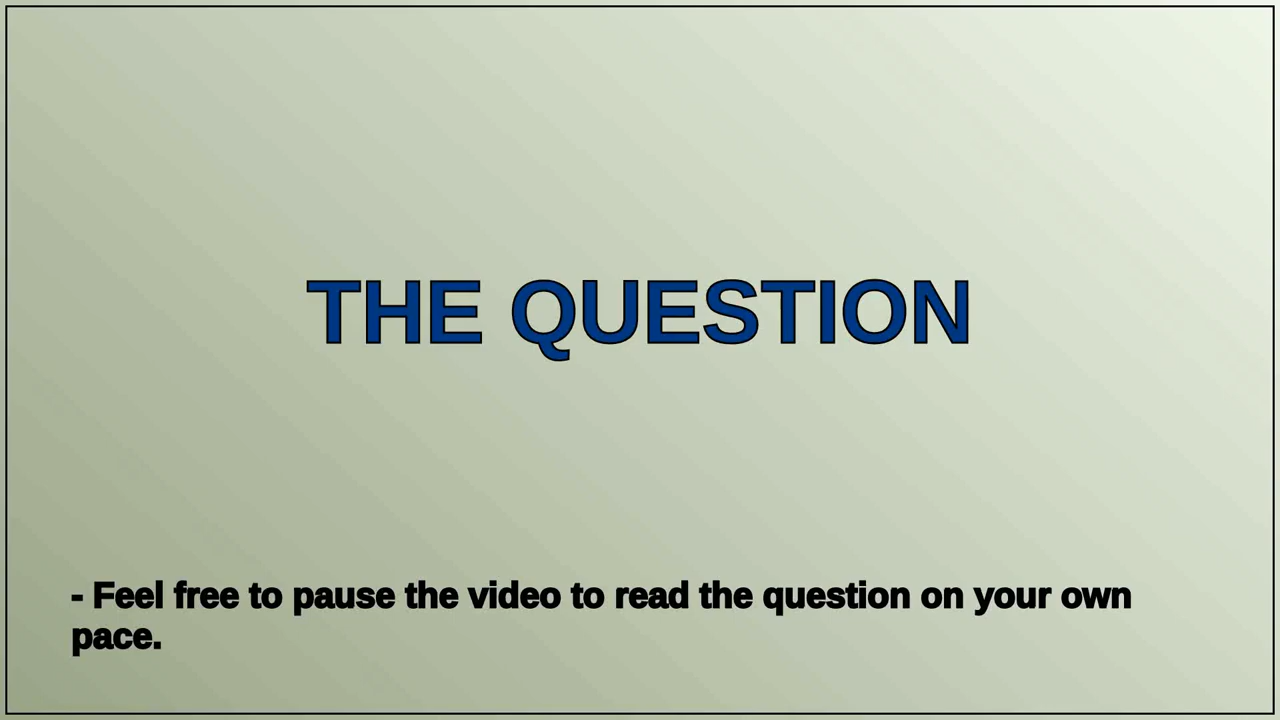 THE QUESTION
- Feel free to pause the video to read the question on your own
pace.